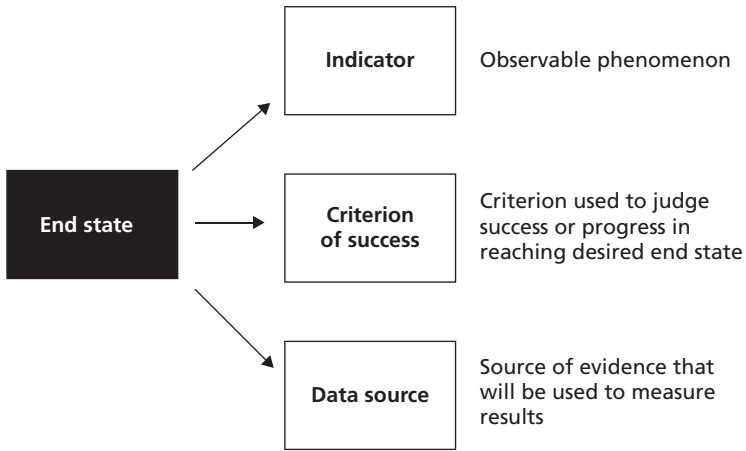 Indicator
Observable phenomenon
End state
Criterion
of success
Criterion used to judge
success or progress in
reaching desired end state
Data source
Source of evidence that
will be used to measure
results